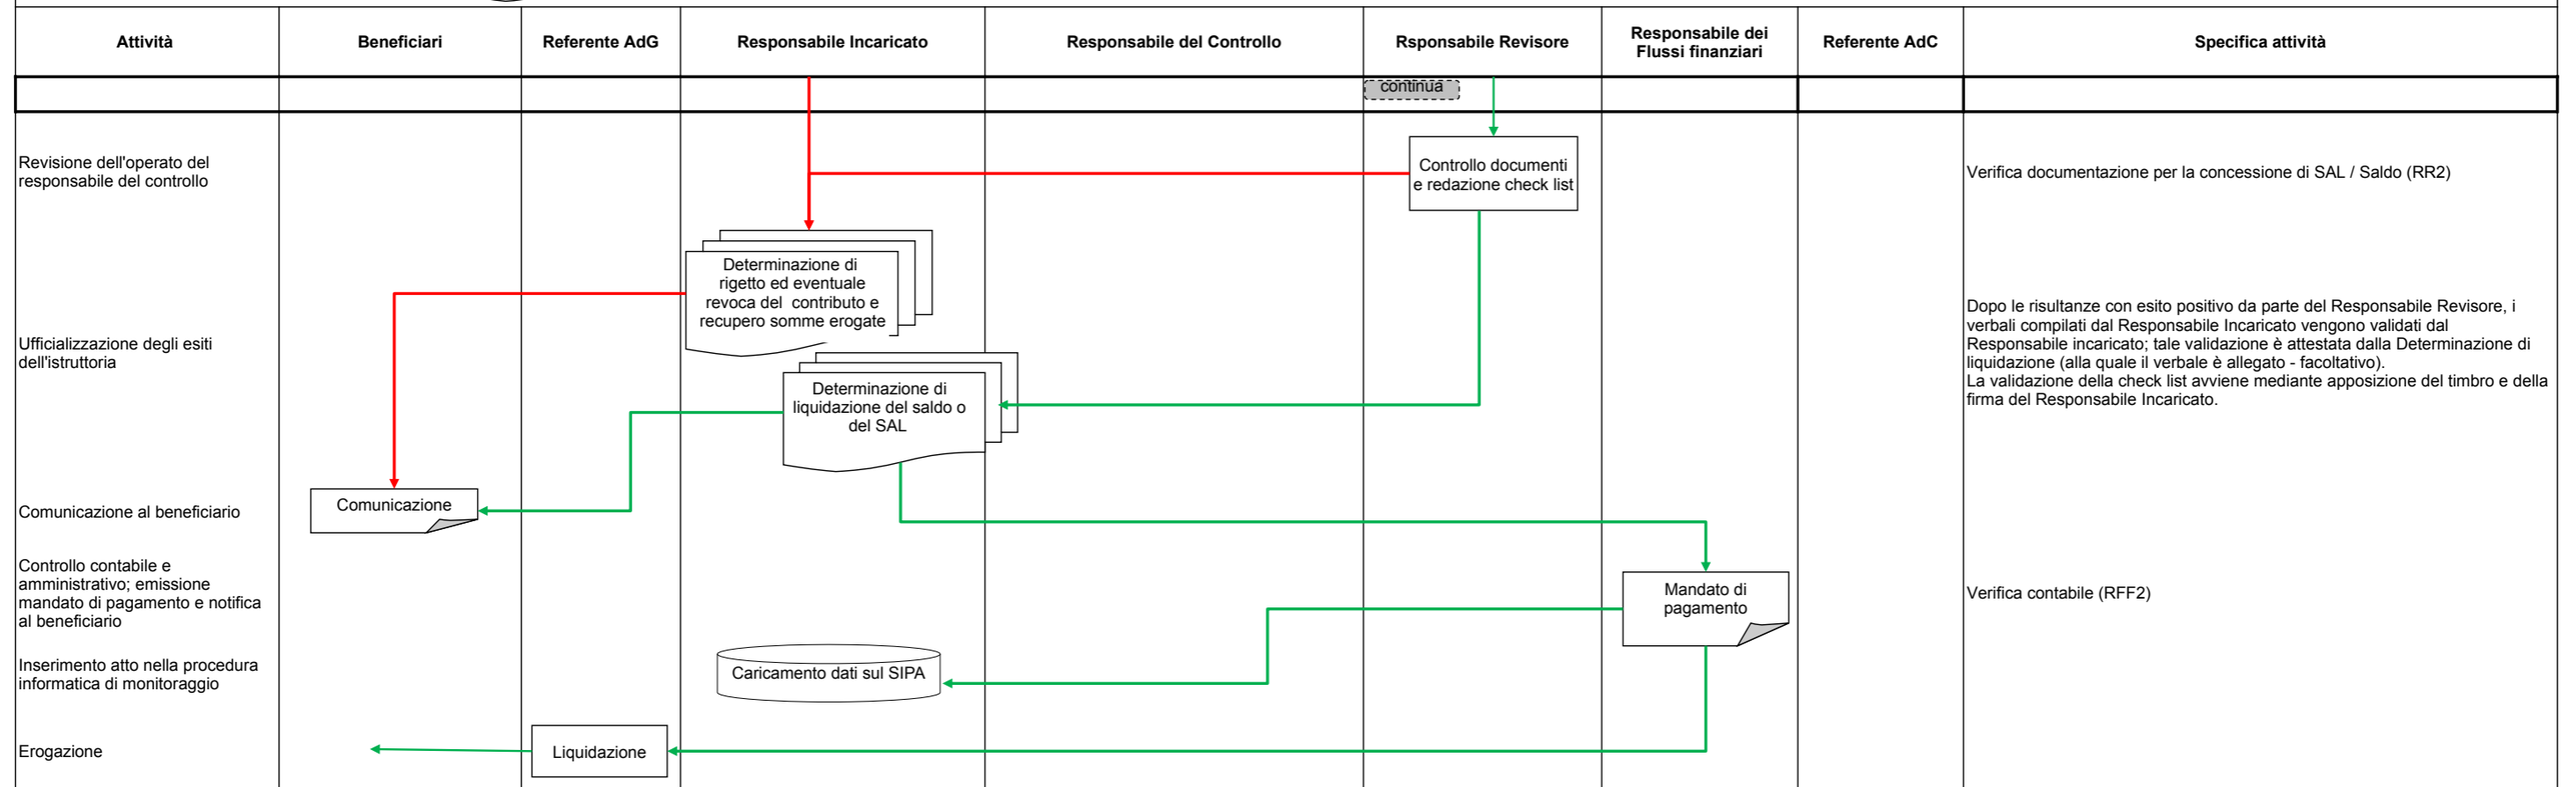 Attività
Beneficiari
Referente AdG
Responsabile Incaricato
Responsabile del Controllo
Rsponsabile Revisore
Responsabile dei
Flussi finanziari
Referente AdC
Specifica attività
continua
Revisione dell'operato del
responsabile del controllo
Controllo documenti
e redazione check list
Verifica documentazione per la concessione di SAL / Saldo (RR2)
Determinazione di
rigetto ed eventuale
revoca del contributo e
recupero somme erogate
Ufficializzazione degli esiti
dell'istruttoria
Determinazione di
liquidazione del saldo o
del SAL
Dopo le risultanze con esito positivo da parte del Responsabile Revisore, i
verbali compilati dal Responsabile Incaricato vengono validati dal
Responsabile incaricato; tale validazione è attestata dalla Determinazione di
liquidazione (alla quale il verbale è allegato - facoltativo).
La validazione della check list avviene mediante apposizione del timbro e della
firma del Responsabile Incaricato.
Comunicazione al beneficiario
Comunicazione
Controllo contabile e
amministrativo; emissione
mandato di pagamento e notifica
al beneficiario
Mandato di
pagamento
Verifica contabile (RFF2)
Inserimento atto nella procedura
informatica di monitoraggio
Caricamento dati sul SIPA
Erogazione
Liquidazione